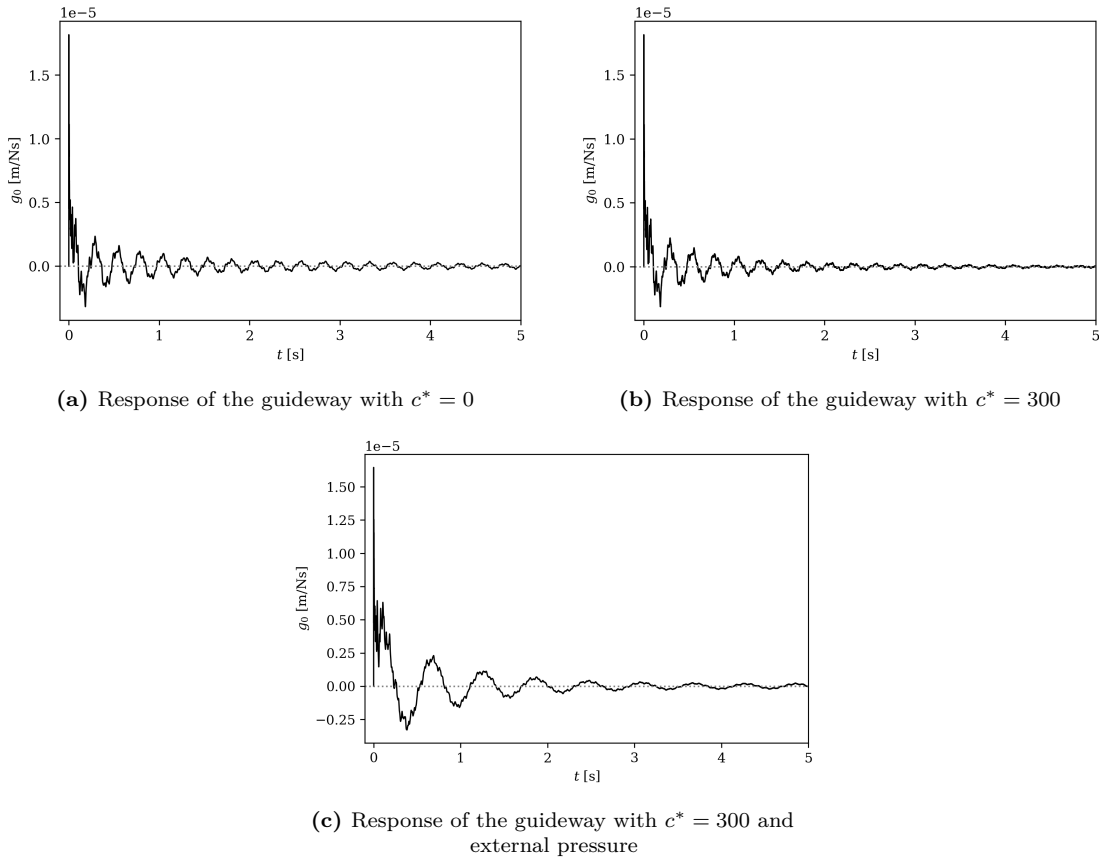 1e−5
1.5
1.0
0.5
0.0
g₀ [m/Ns]
0 1 2 3 4 5
t [s]
(a) Response of the guideway with c* = 0
1e−5
1.5
1.0
0.5
0.0
g₀ [m/Ns]
0 1 2 3 4 5
t [s]
(b) Response of the guideway with c* = 300
1e−5
1.50
1.25
1.00
0.75
0.50
0.25
0.00
−0.25
g₀ [m/Ns]
0 1 2 3 4 5
t [s]
(c) Response of the guideway with c* = 300 and
external pressure